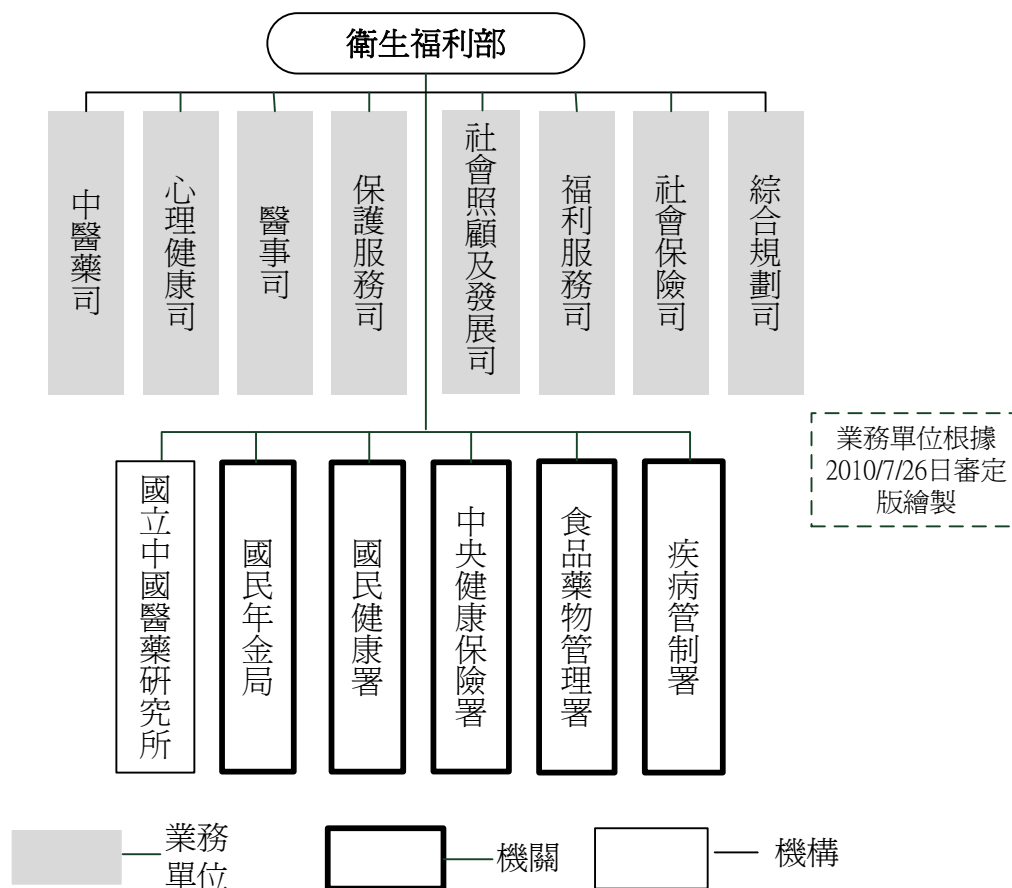 衛生福利部
中醫藥司
心理健康司
醫事司
保護服務司
社會照顧及發展司
福利服務司
社會保險司
綜合規劃司
業務單位根據
2010/7/26日審定
版繪製
國立中國醫藥研究所
國民年金局
國民健康署
中央健康保險署
食品藥物管理署
疾病管制署
業務
單位
機關
機構